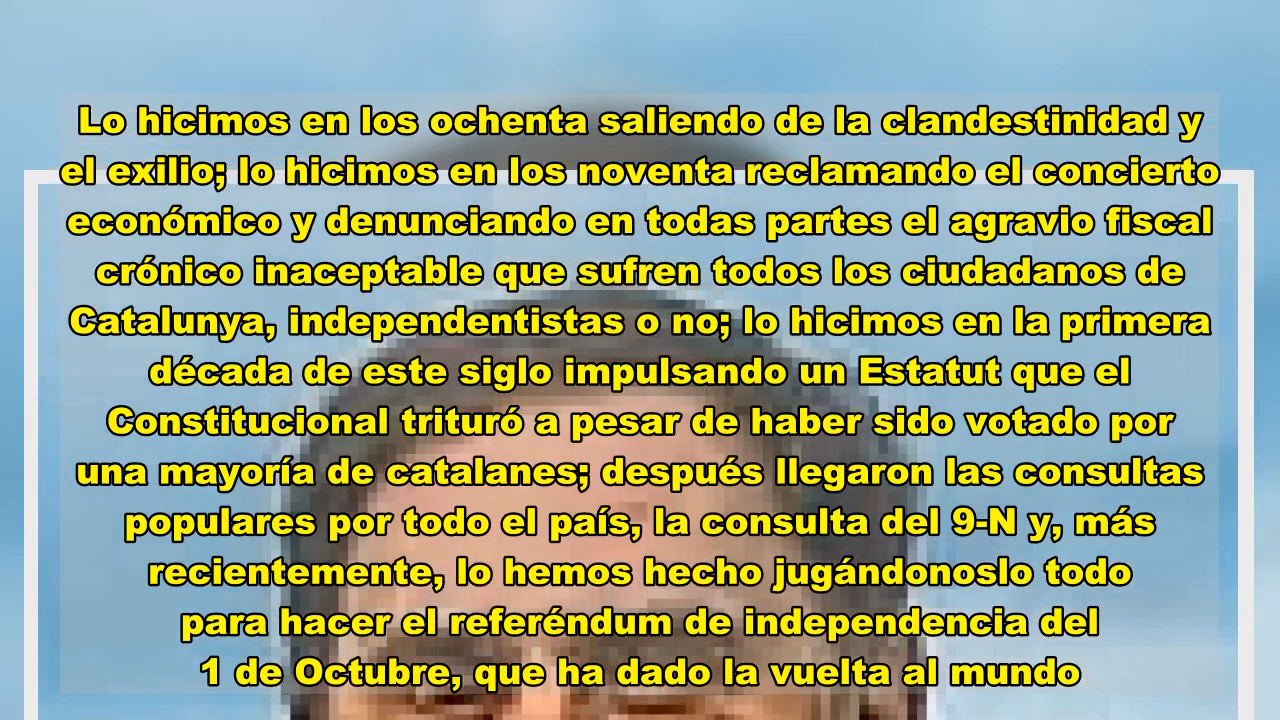 Lo hicimos en los ochenta saliendo de la clandestinidad y
el exilio; lo hicimos en los noventa reclamando el concierto
económico y denunciando en todas partes el agravio fiscal
crónico inaceptable que sufren todos los ciudadanos de
Catalunya, independentistas o no; lo hicimos en la primera
década de este siglo impulsando un Estatut que el
Constitucional trituró a pesar de haber sido votado por
una mayoría de catalanes; después llegaron las consultas
populares por todo el país, la consulta del 9-N y, más
recientemente, lo hemos hecho jugándonoslo todo
para hacer el referéndum de independencia del
1 de Octubre, que ha dado la vuelta al mundo